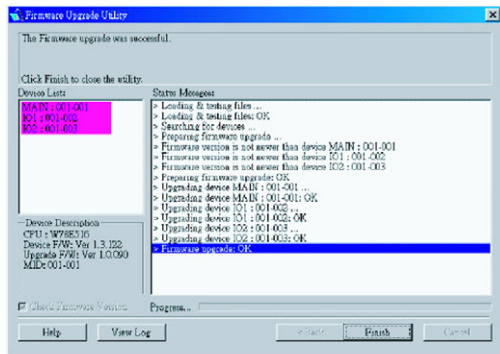 Firmware Upgrade Utility
The Firmware upgrade was successful.
Click Finish to close the utility.
Device Lists
MAIN : 001-001
IO1 : 001-002
IO2 : 001-003
Status Messages
> Loading & testing files ...
> Loading & testing files: OK
> Searching for devices ...
> Preparing firmware upgrade ...
> Firmware version is not newer than device MAIN : 001-001
> Firmware version is not newer than device IO1 : 001-002
> Firmware version is not newer than device IO2 : 001-003
> Preparing firmware upgrade: OK
> Upgrading device MAIN : 001-001 ...
> Upgrading device MAIN : 001-001: OK
> Upgrading device IO1 : 001-002 ...
> Upgrading device IO1 : 001-002: OK
> Upgrading device IO2 : 001-003 ...
> Upgrading device IO2 : 001-003: OK
> Firmware upgrade: OK
Device Description
CPU : W78E516
Device F/W: Ver 1.3.122
Upgrade F/W: Ver 1.0.090
MID: 001-001
Check Firmware Version
Progress...
Help
View Log
< Back
Finish
Cancel